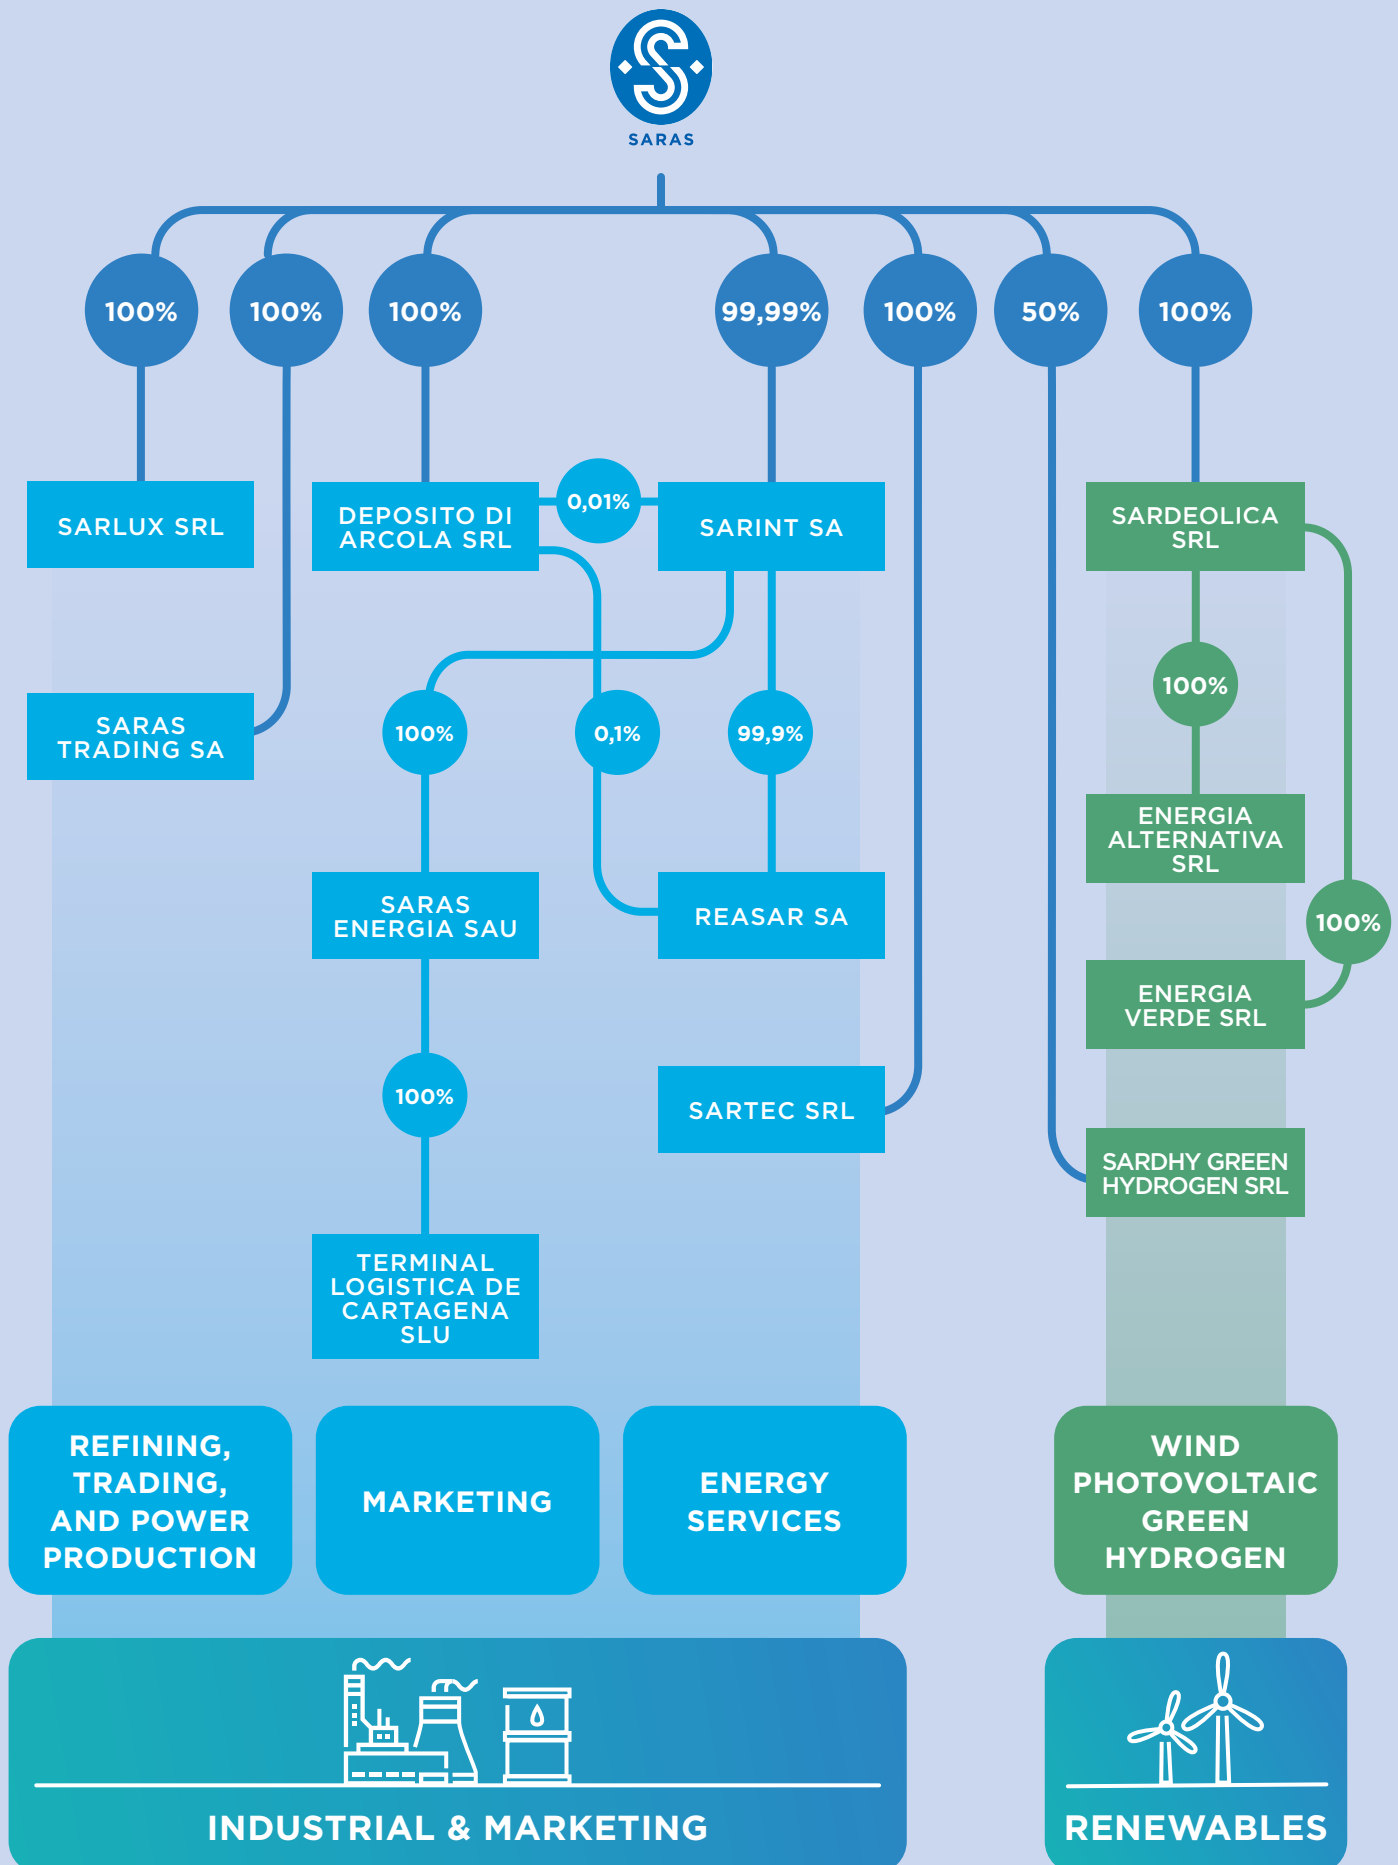 SARAS
100%
100%
100%
99,99%
100%
50%
100%
SARLUX SRL
DEPOSITO DI
ARCOLA SRL
0,01%
SARINT SA
SARDEOLICA
SRL
SARAS
TRADING SA
100%
0,1%
99,9%
100%
SARAS
ENERGIA SAU
REASAR SA
ENERGIA
ALTERNATIVA
SRL
100%
ENERGIA
VERDE SRL
100%
SARTEC SRL
SARDHY GREEN
HYDROGEN SRL
TERMINAL
LOGISTICA DE
CARTAGENA
SLU
REFINING,
TRADING,
AND POWER
PRODUCTION
MARKETING
ENERGY
SERVICES
WIND
PHOTOVOLTAIC
GREEN
HYDROGEN
INDUSTRIAL & MARKETING
RENEWABLES